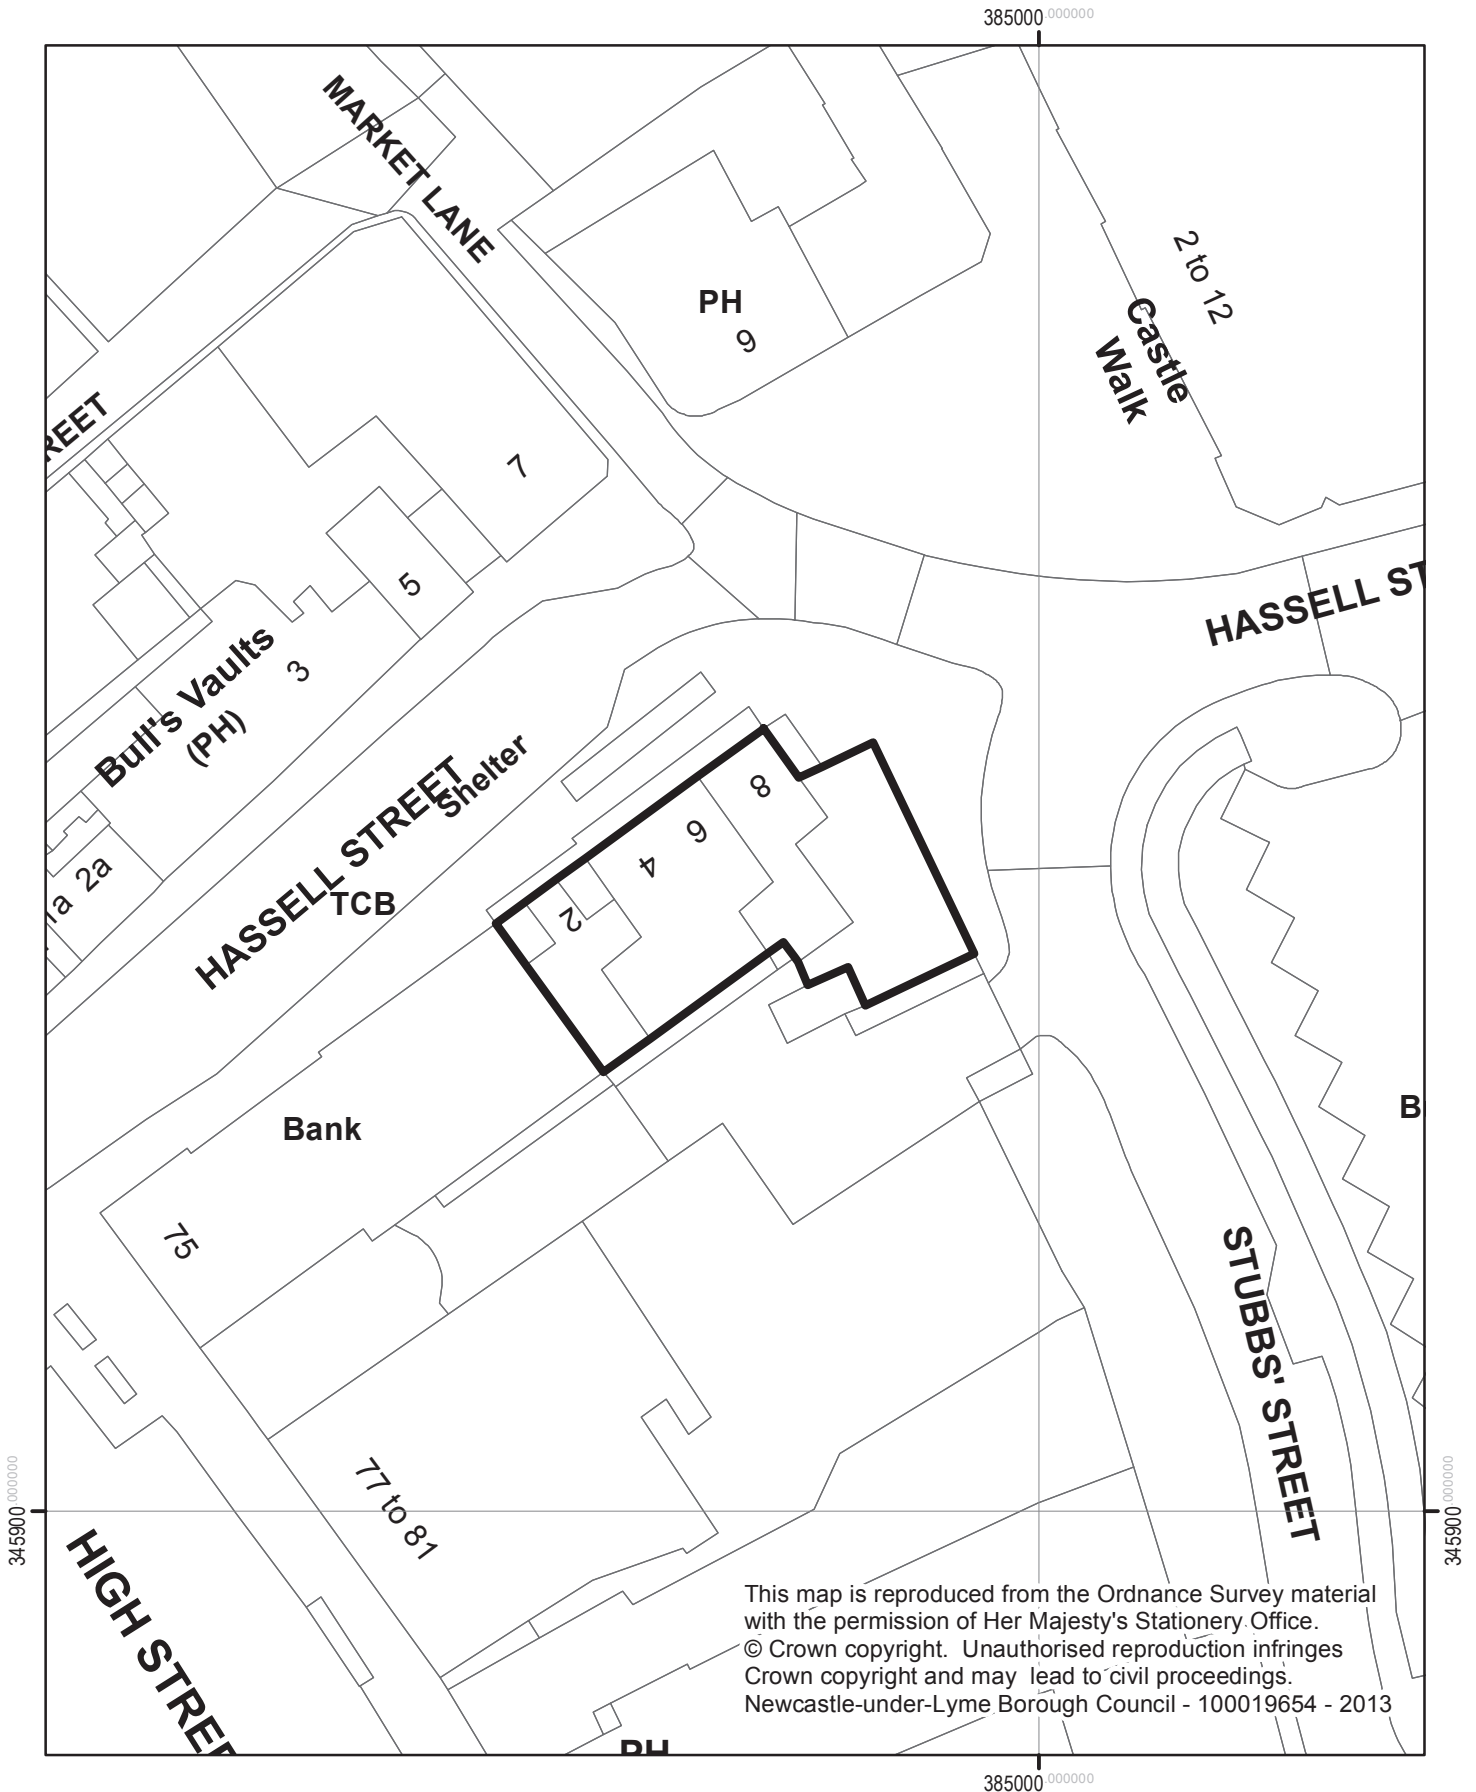 385000.000000
MARKET LANE
2 to 12
Castle
Walk
PH
9
REET
7
5
HASSELL ST
3
Bull's Vaults
(PH)
Shelter
HASSELL STREET
8
6
4
2
TCB
1a 2a
Bank
B
75
STUBBS' STREET
77 to 81
345900.000000
345900.000000
HIGH STREE
This map is reproduced from the Ordnance Survey material
with the permission of Her Majesty's Stationery Office.
© Crown copyright. Unauthorised reproduction infringes
Crown copyright and may lead to civil proceedings.
Newcastle-under-Lyme Borough Council - 100019654 - 2013
PH
385000.000000